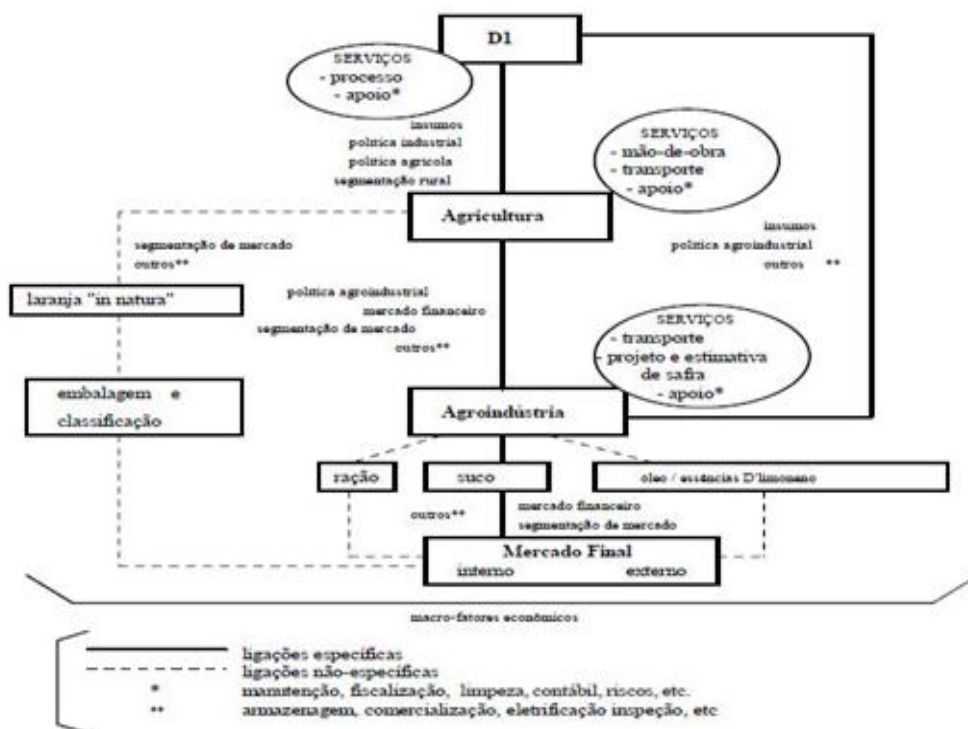 D1
SERVIÇOS
- processo
- apoio*
insumos
política industrial
política agrícola
segmentação rural
SERVIÇOS
- mão-de-obra
- transporte
- apoio*
Agricultura
insumos
política agroindustrial
outros **
segmentação de mercado
outros**
laranja "in natura"
política agroindustrial
mercado financeiro
segmentação de mercado
outros**
SERVIÇOS
- transporte
- projeto e estimativa
de safra
- apoio*
embalagem e
classificação
Agroindústria
ração
suco
óleo / essências D'limoneno
outros**
mercado financeiro
segmentação de mercado
Mercado Final
interno externo
macro-fatores econômicos
ligações específicas
ligações não-específicas
* manutenção, fiscalização, limpeza, contábil, riscos, etc.
** armazenagem, comercialização, eletrificação inspeção, etc